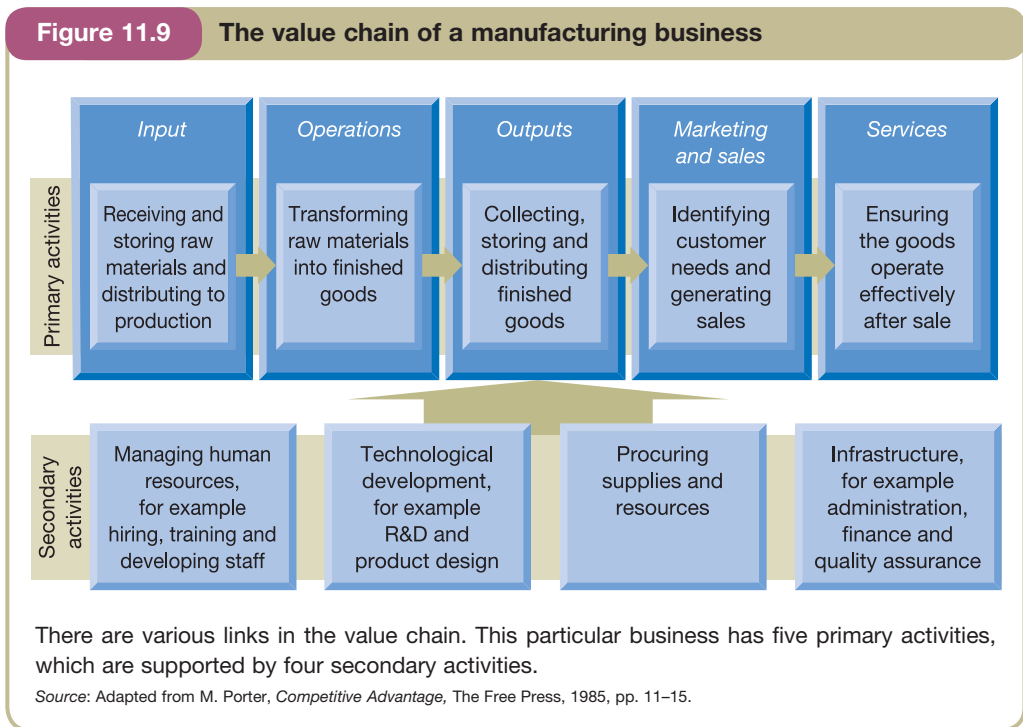 Figure 11.9
The value chain of a manufacturing business
Primary activities
Input
Receiving and
storing raw
materials and
distributing to
production
Operations
Transforming
raw materials
into finished
goods
Outputs
Collecting,
storing and
distributing
finished
goods
Marketing
and sales
Identifying
customer
needs and
generating
sales
Services
Ensuring
the goods
operate
effectively
after sale
Secondary
activities
Managing human
resources,
for example
hiring, training and
developing staff
Technological
development,
for example
R&D and
product design
Procuring
supplies and
resources
Infrastructure,
for example
administration,
finance and
quality assurance
There are various links in the value chain. This particular business has five primary activities,
which are supported by four secondary activities.
Source: Adapted from M. Porter, Competitive Advantage, The Free Press, 1985, pp. 11–15.